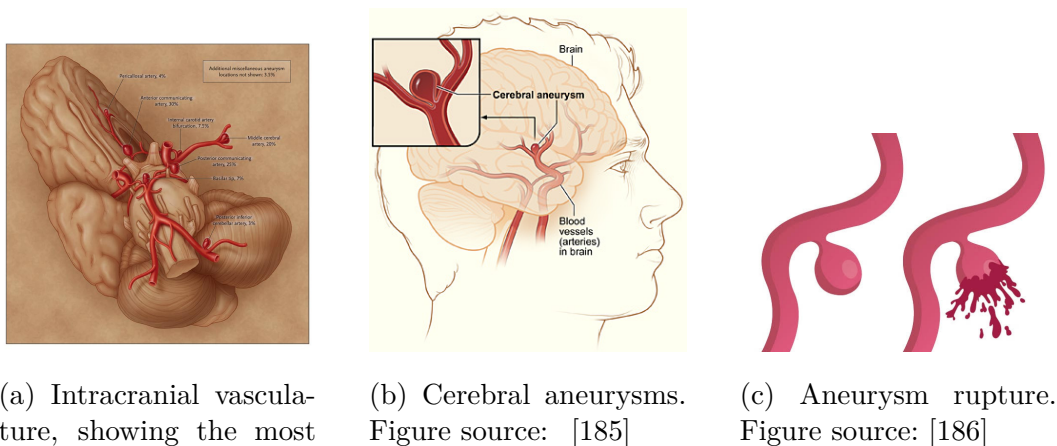 Additional miscellaneous aneurysm
locations not shown: 3.5%
Pericallosal artery, 4%
Anterior communicating
artery, 30%
Internal carotid artery
bifurcation, 7.5%
Middle cerebral
artery, 20%
Posterior communicating
artery, 25%
Basilar tip, 7%
Posterior inferior
cerebellar artery, 3%
Brain
Cerebral aneurysm
Blood
vessels
(arteries)
in brain
(a) Intracranial vascula-
ture, showing the most
(b) Cerebral aneurysms.
Figure source: [185]
(c) Aneurysm rupture.
Figure source: [186]